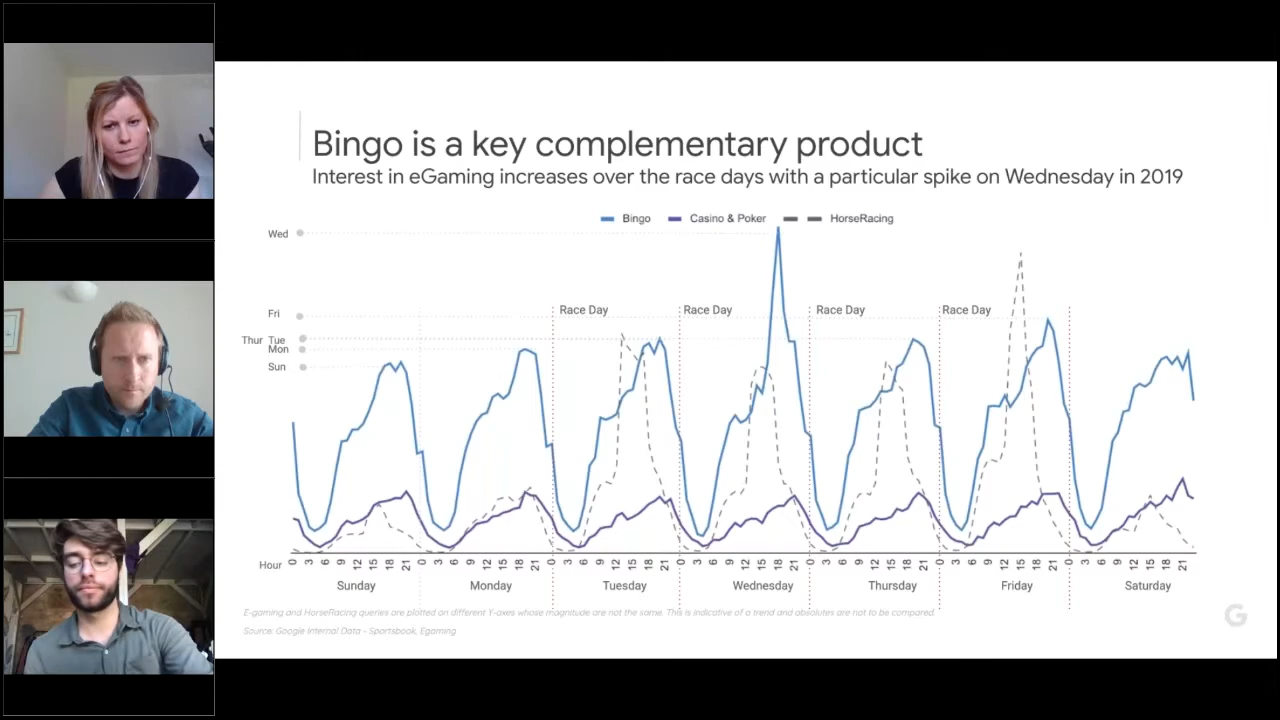 Bingo is a key complementary product
Interest in eGaming increases over the race days with a particular spike on Wednesday in 2019
Bingo Casino & Poker HorseRacing
Wed
Fri
Thur Tue
Mon
Sun
Race Day Race Day Race Day Race Day
Hour 0 3 6 9 12 15 18 21 0 3 6 9 12 15 18 21 0 3 6 9 12 15 18 21 0 3 6 9 12 15 18 21 0 3 6 9 12 15 18 21 0 3 6 9 12 15 18 21 0 3 6 9 12 15 18 21
Sunday Monday Tuesday Wednesday Thursday Friday Saturday
E-gaming and HorseRacing queries are plotted on different Y-axes whose magnitude are not the same. This is indicative of a trend and absolutes are not to be compared.
Source: Google Internal Data - Sportsbook, Egaming
G